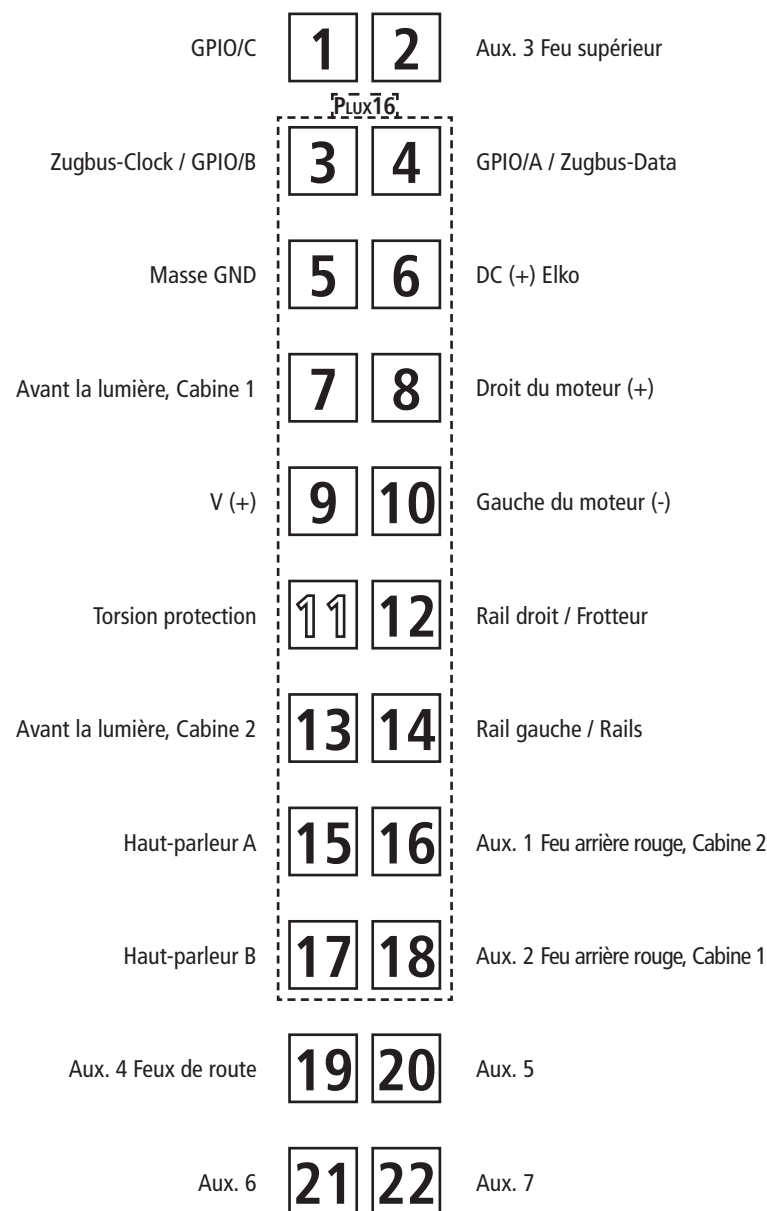 GPIO/C 1 2 Aux. 3 Feu supérieur
PLUX16
Zugbus-Clock / GPIO/B 3 4 GPIO/A / Zugbus-Data
Masse GND 5 6 DC (+) Elko
Avant la lumière, Cabine 1 7 8 Droit du moteur (+)
V (+) 9 10 Gauche du moteur (-)
Torsion protection 11 12 Rail droit / Frotteur
Avant la lumière, Cabine 2 13 14 Rail gauche / Rails
Haut-parleur A 15 16 Aux. 1 Feu arrière rouge, Cabine 2
Haut-parleur B 17 18 Aux. 2 Feu arrière rouge, Cabine 1
Aux. 4 Feux de route 19 20 Aux. 5
Aux. 6 21 22 Aux. 7